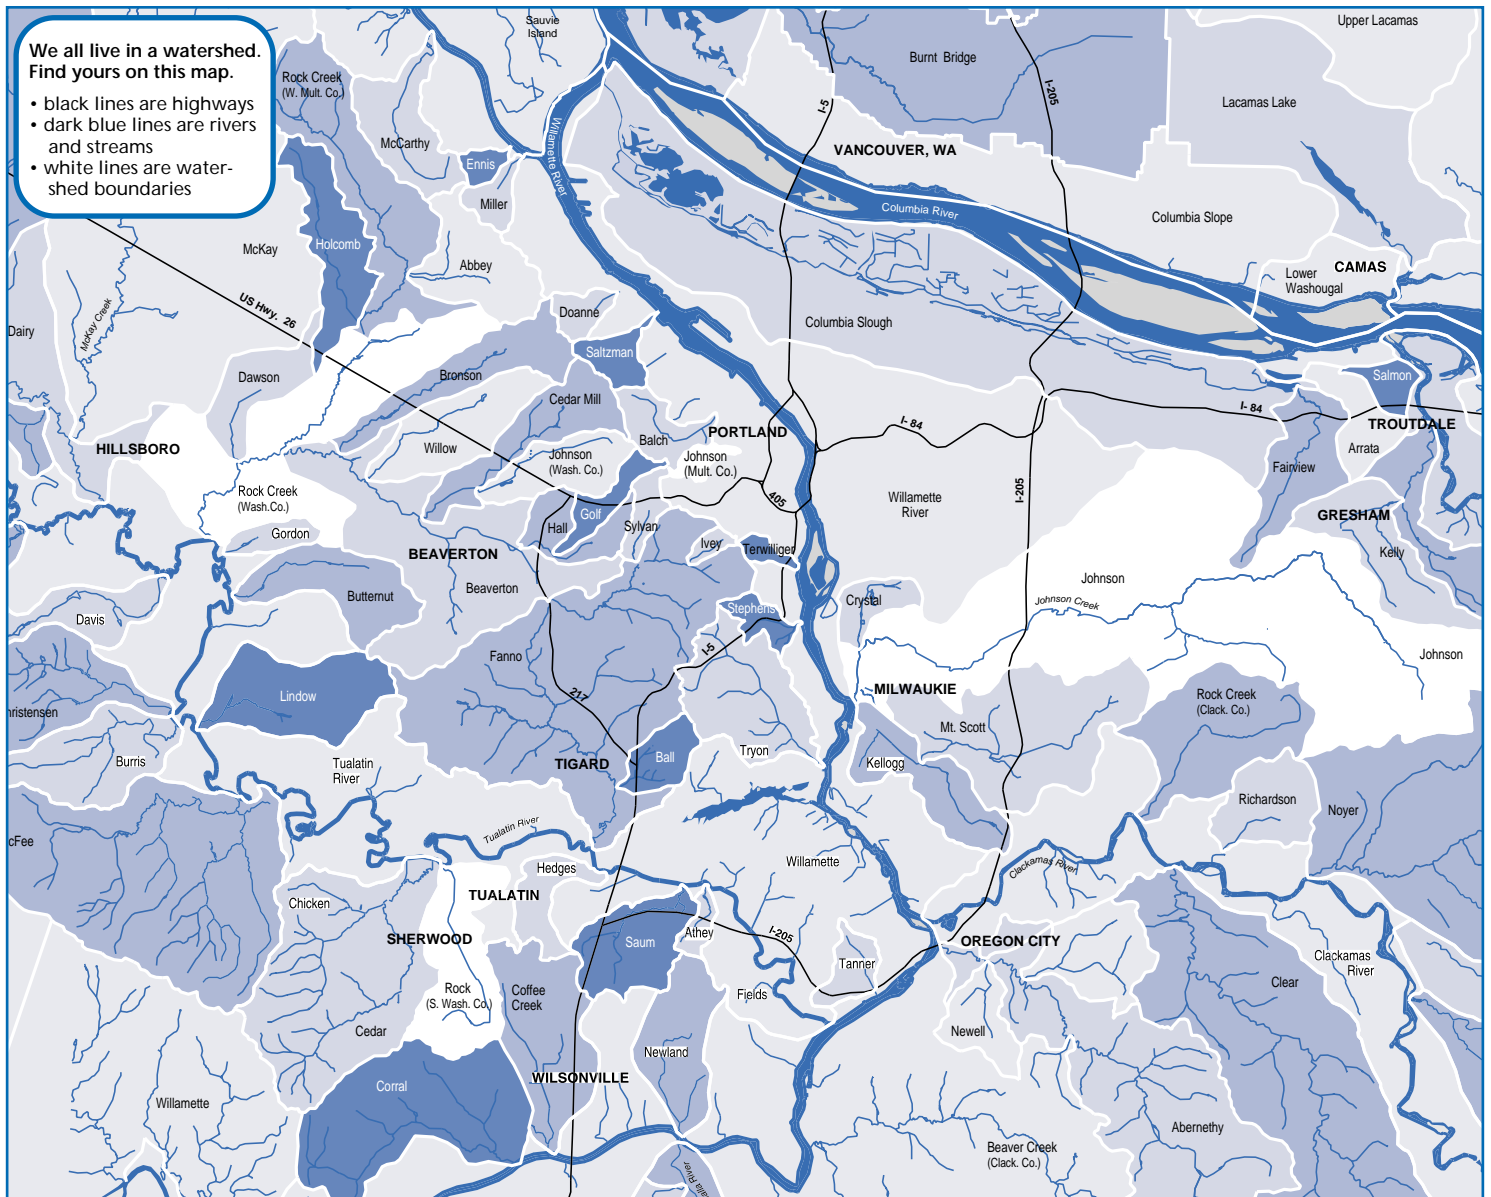 We all live in a watershed.
Find yours on this map.
• black lines are highways
• dark blue lines are rivers
and streams
• white lines are water-
shed boundaries
Sauvie
Island
Upper Lacamas
Burnt Bridge
Rock Creek
(W. Mult. Co.)
I-5
I-205
Lacamas Lake
McCarthy
VANCOUVER, WA
Ennis
Willamette River
Miller
Columbia River
Columbia Slope
McKay
Holcomb
Abbey
CAMAS
Lower
Washougal
US Hwy. 26
Doanne
Columbia Slough
McKay Creek
Dairy
Saltzman
Dawson
Bronson
Salmon
Cedar Mill
I-84
I-84
TROUTDALE
PORTLAND
Balch
HILLSBORO
Willow
Johnson
(Wash. Co.)
Johnson
(Mult. Co.)
Arrata
Fairview
Rock Creek
(Wash.Co.)
405
Willamette
River
I-205
Golf
Hall
Sylvan
GRESHAM
Gordon
Ivey
Terwilliger
BEAVERTON
Kelly
Johnson
Beaverton
Butternut
Crystal
Johnson Creek
Stephens
Davis
I-5
Fanno
Johnson
Lindow
217
MILWAUKIE
Rock Creek
(Clack. Co.)
ristensen
Mt. Scott
Tryon
Ball
Burris
Tualatin
River
TIGARD
Kellogg
Richardson
Noyer
Tualatin River
cFee
Willamette
Clackamas River
Hedges
TUALATIN
Chicken
SHERWOOD
Saum
Athey
I-205
OREGON CITY
Tanner
Clackamas
River
Clear
Rock
(S. Wash. Co.)
Coffee
Creek
Fields
Cedar
Newell
Newland
WILSONVILLE
Corral
Willamette
Abernethy
Beaver Creek
(Clack. Co.)
River